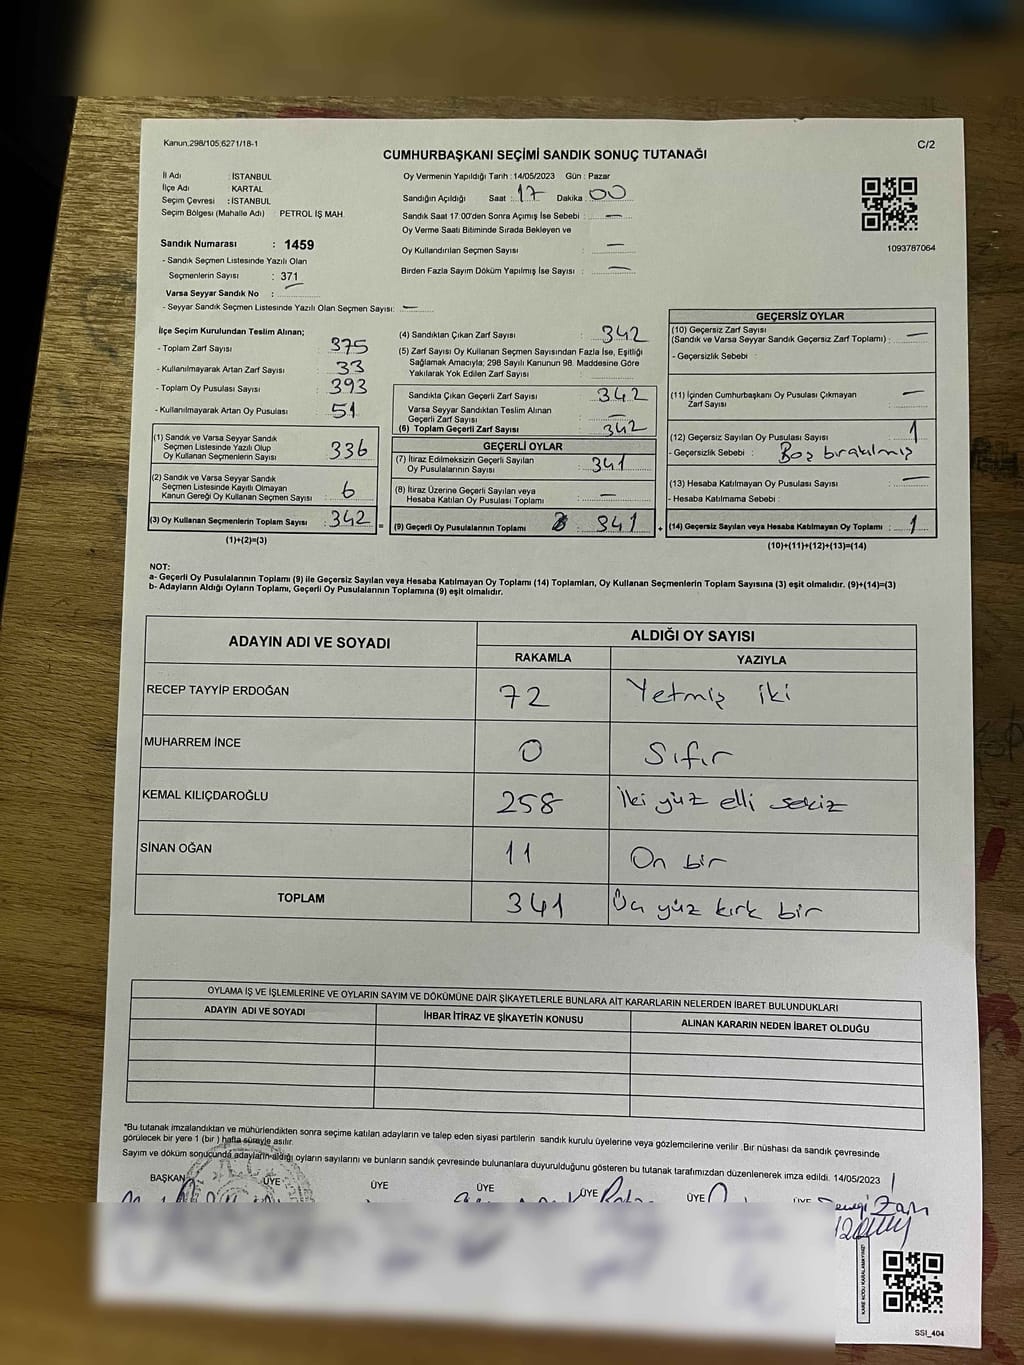 Kanun,298/105,6271/18-1
C/2
CUMHURBAŞKANI SEÇİMİ SANDIK SONUÇ TUTANAĞI
İl Adı : İSTANBUL
İlçe Adı : KARTAL
Seçim Çevresi : İSTANBUL
Seçim Bölgesi (Mahalle Adı) : PETROL İŞ MAH.
Sandık Numarası : 1459
- Sandık Seçmen Listesinde Yazılı Olan
Seçmenlerin Sayısı : 371
Varsa Seyyar Sandık No :
- Seyyar Sandık Seçmen Listesinde Yazılı Olan Seçmen Sayısı: —
Oy Vermenin Yapıldığı Tarih : 14/05/2023 Gün : Pazar
Sandığın Açıldığı Saat : 17 Dakika : 00
Sandık Saat 17.00'den Sonra Açımış İse Sebebi : —
Oy Verme Saati Bitiminde Sırada Bekleyen ve
Oy Kullandırılan Seçmen Sayısı : —
Birden Fazla Sayım Döküm Yapılmış İse Sayısı : —
1093787064
İlçe Seçim Kurulundan Teslim Alınan;
- Toplam Zarf Sayısı : 375
- Kullanılmayarak Artan Zarf Sayısı : 33
- Toplam Oy Pusulası Sayısı : 393
- Kullanılmayarak Artan Oy Pusulası : 51
(1) Sandık ve Varsa Seyyar Sandık
Seçmen Listesinde Yazılı Olup
Oy Kullanan Seçmenlerin Sayısı : 336
(2) Sandık ve Varsa Seyyar Sandık
Seçmen Listesinde Kayıtlı Olmayan
Kanun Gereği Oy Kullanan Seçmen Sayısı : 6
(3) Oy Kullanan Seçmenlerin Toplam Sayısı : 342
(1)+(2)=(3)
=
(4) Sandıktan Çıkan Zarf Sayısı : 342
(5) Zarf Sayısı Oy Kullanan Seçmen Sayısından Fazla İse, Eşitliği
Sağlamak Amacıyla; 298 Sayılı Kanunun 98. Maddesine Göre
Yakılarak Yok Edilen Zarf Sayısı :
Sandıkta Çıkan Geçerli Zarf Sayısı : 342
Varsa Seyyar Sandıktan Teslim Alınan
Geçerli Zarf Sayısı : —
(6) Toplam Geçerli Zarf Sayısı : 342
GEÇERLİ OYLAR
(7) İtiraz Edilmeksizin Geçerli Sayılan
Oy Pusulalarının Sayısı : 341
(8) İtiraz Üzerine Geçerli Sayılan veya
Hesaba Katılan Oy Pusulası Toplamı : —
(9) Geçerli Oy Pusulalarının Toplamı : 341
+
GEÇERSİZ OYLAR
(10) Geçersiz Zarf Sayısı
(Sandık ve Varsa Seyyar Sandık Geçersiz Zarf Toplamı) : —
- Geçersizlik Sebebi :
(11) İçinden Cumhurbaşkanı Oy Pusulası Çıkmayan
Zarf Sayısı : —
(12) Geçersiz Sayılan Oy Pusulası Sayısı : 1
- Geçersizlik Sebebi : Boş bırakılmış
(13) Hesaba Katılmayan Oy Pusulası Sayısı : —
- Hesaba Katılmama Sebebi :
(14) Geçersiz Sayılan veya Hesaba Katılmayan Oy Toplamı : 1
(10)+(11)+(12)+(13)=(14)
NOT:
a- Geçerli Oy Pusulalarının Toplamı (9) ile Geçersiz Sayılan veya Hesaba Katılmayan Oy Toplamı (14) Toplamları, Oy Kullanan Seçmenlerin Toplam Sayısına (3) eşit olmalıdır. (9)+(14)=(3)
b- Adayların Aldığı Oyların Toplamı, Geçerli Oy Pusulalarının Toplamına (9) eşit olmalıdır.
ADAYIN ADI VE SOYADI
ALDIĞI OY SAYISI
RAKAMLA YAZIYLA
RECEP TAYYİP ERDOĞAN 72 Yetmiş iki
MUHARREM İNCE 0 Sıfır
KEMAL KILIÇDAROĞLU 258 İki yüz elli sekiz
SİNAN OĞAN 11 On bir
TOPLAM 341 Üç yüz kırk bir
OYLAMA İŞ VE İŞLEMLERİNE VE OYLARIN SAYIM VE DÖKÜMÜNE DAİR ŞİKAYETLERLE BUNLARA AİT KARARLARIN NELERDEN İBARET BULUNDUKLARI
ADAYIN ADI VE SOYADI İHBAR İTİRAZ VE ŞİKAYETİN KONUSU ALINAN KARARIN NEDEN İBARET OLDUĞU
*Bu tutanak imzalandıktan ve mühürlendikten sonra seçime katılan adayların ve talep eden siyasi partilerin sandık kurulu üyelerine veya gözlemcilerine verilir. Bir nüshası da sandık çevresinde
görülecek bir yere 1 (bir) hafta süreyle asılır.
Sayım ve döküm sonuçunda adayların aldığı oyların sayılarını ve bunların sandık çevresinde bulunanlara duyurulduğunu gösteren bu tutanak tarafımızdan düzenlenerek imza edildi. 14/05/2023
BAŞKAN ÜYE ÜYE ÜYE ÜYE ÜYE ÜYE
KARE KODU KARALAMAYINIZ!
SSI_404